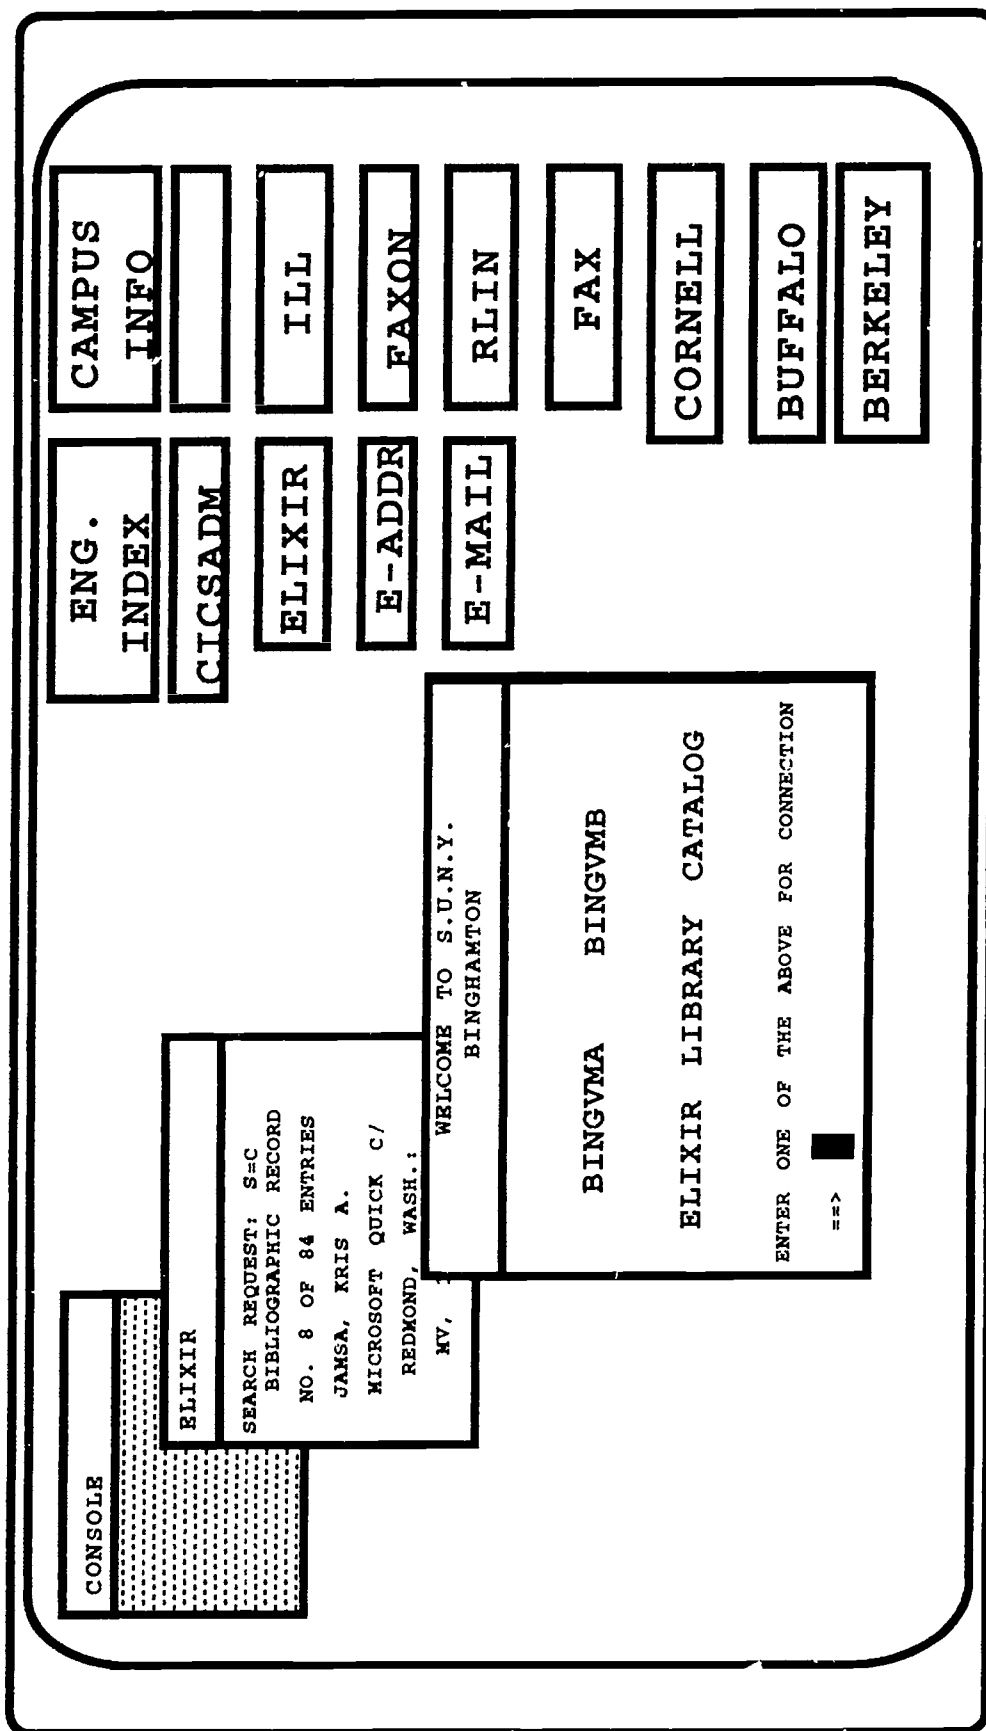 CONSOLE
ELIXIR
SEARCH REQUEST: S=C
BIBLIOGRAPHIC RECORD
NO. 8 OF 84 ENTRIES
JAMSA, KRIS A.
MICROSOFT QUICK C/
REDMOND, WASH.:
MV,
WELCOME TO S.U.N.Y.
BINGHAMTON
BINGVMA BINGVMB
ELIXIR LIBRARY CATALOG
ENTER ONE OF THE ABOVE FOR CONNECTION
==>
ENG.
INDEX
CICSADM
ELIXIR
E-ADDR
E-MAIL
CAMPUS
INFO
ILL
FAXON
RLIN
FAX
CORNELL
BUFFALO
BERKELEY